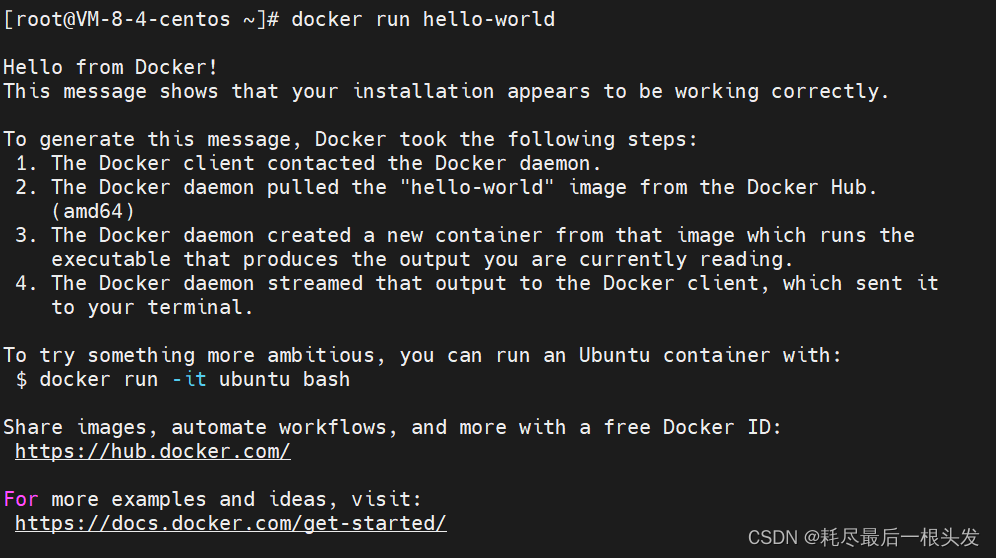 [root@VM-8-4-centos ~]# docker run hello-world
Hello from Docker!
This message shows that your installation appears to be working correctly.
To generate this message, Docker took the following steps:
1. The Docker client contacted the Docker daemon.
2. The Docker daemon pulled the "hello-world" image from the Docker Hub.
(amd64)
3. The Docker daemon created a new container from that image which runs the
executable that produces the output you are currently reading.
4. The Docker daemon streamed that output to the Docker client, which sent it
to your terminal.
To try something more ambitious, you can run an Ubuntu container with:
$ docker run -it ubuntu bash
Share images, automate workflows, and more with a free Docker ID:
https://hub.docker.com/
For more examples and ideas, visit:
https://docs.docker.com/get-started/
CSDN @耗尽最后一根头发